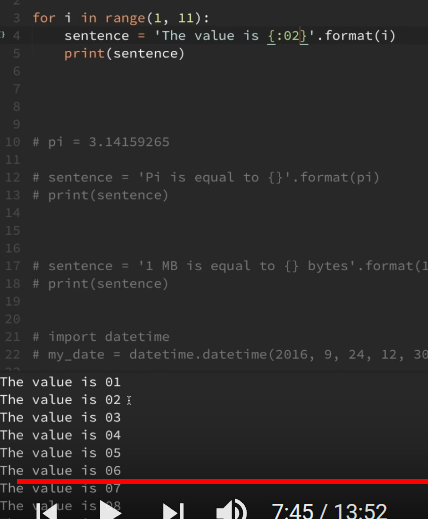 2
3 for i in range(1, 11):
4 sentence = 'The value is {:02}'.format(i)
5 print(sentence)
6
7
8
9
10 # pi = 3.14159265
11
12 # sentence = 'Pi is equal to {}'.format(pi)
13 # print(sentence)
14
15
16
17 # sentence = '1 MB is equal to {} bytes'.format(1
18 # print(sentence)
19
20
21 # import datetime
22 # my_date = datetime.datetime(2016, 9, 24, 12, 30
The value is 01
The value is 02
The value is 03
The value is 04
The value is 05
The value is 06
The value is 07
The value is 08
7:45 / 13:52